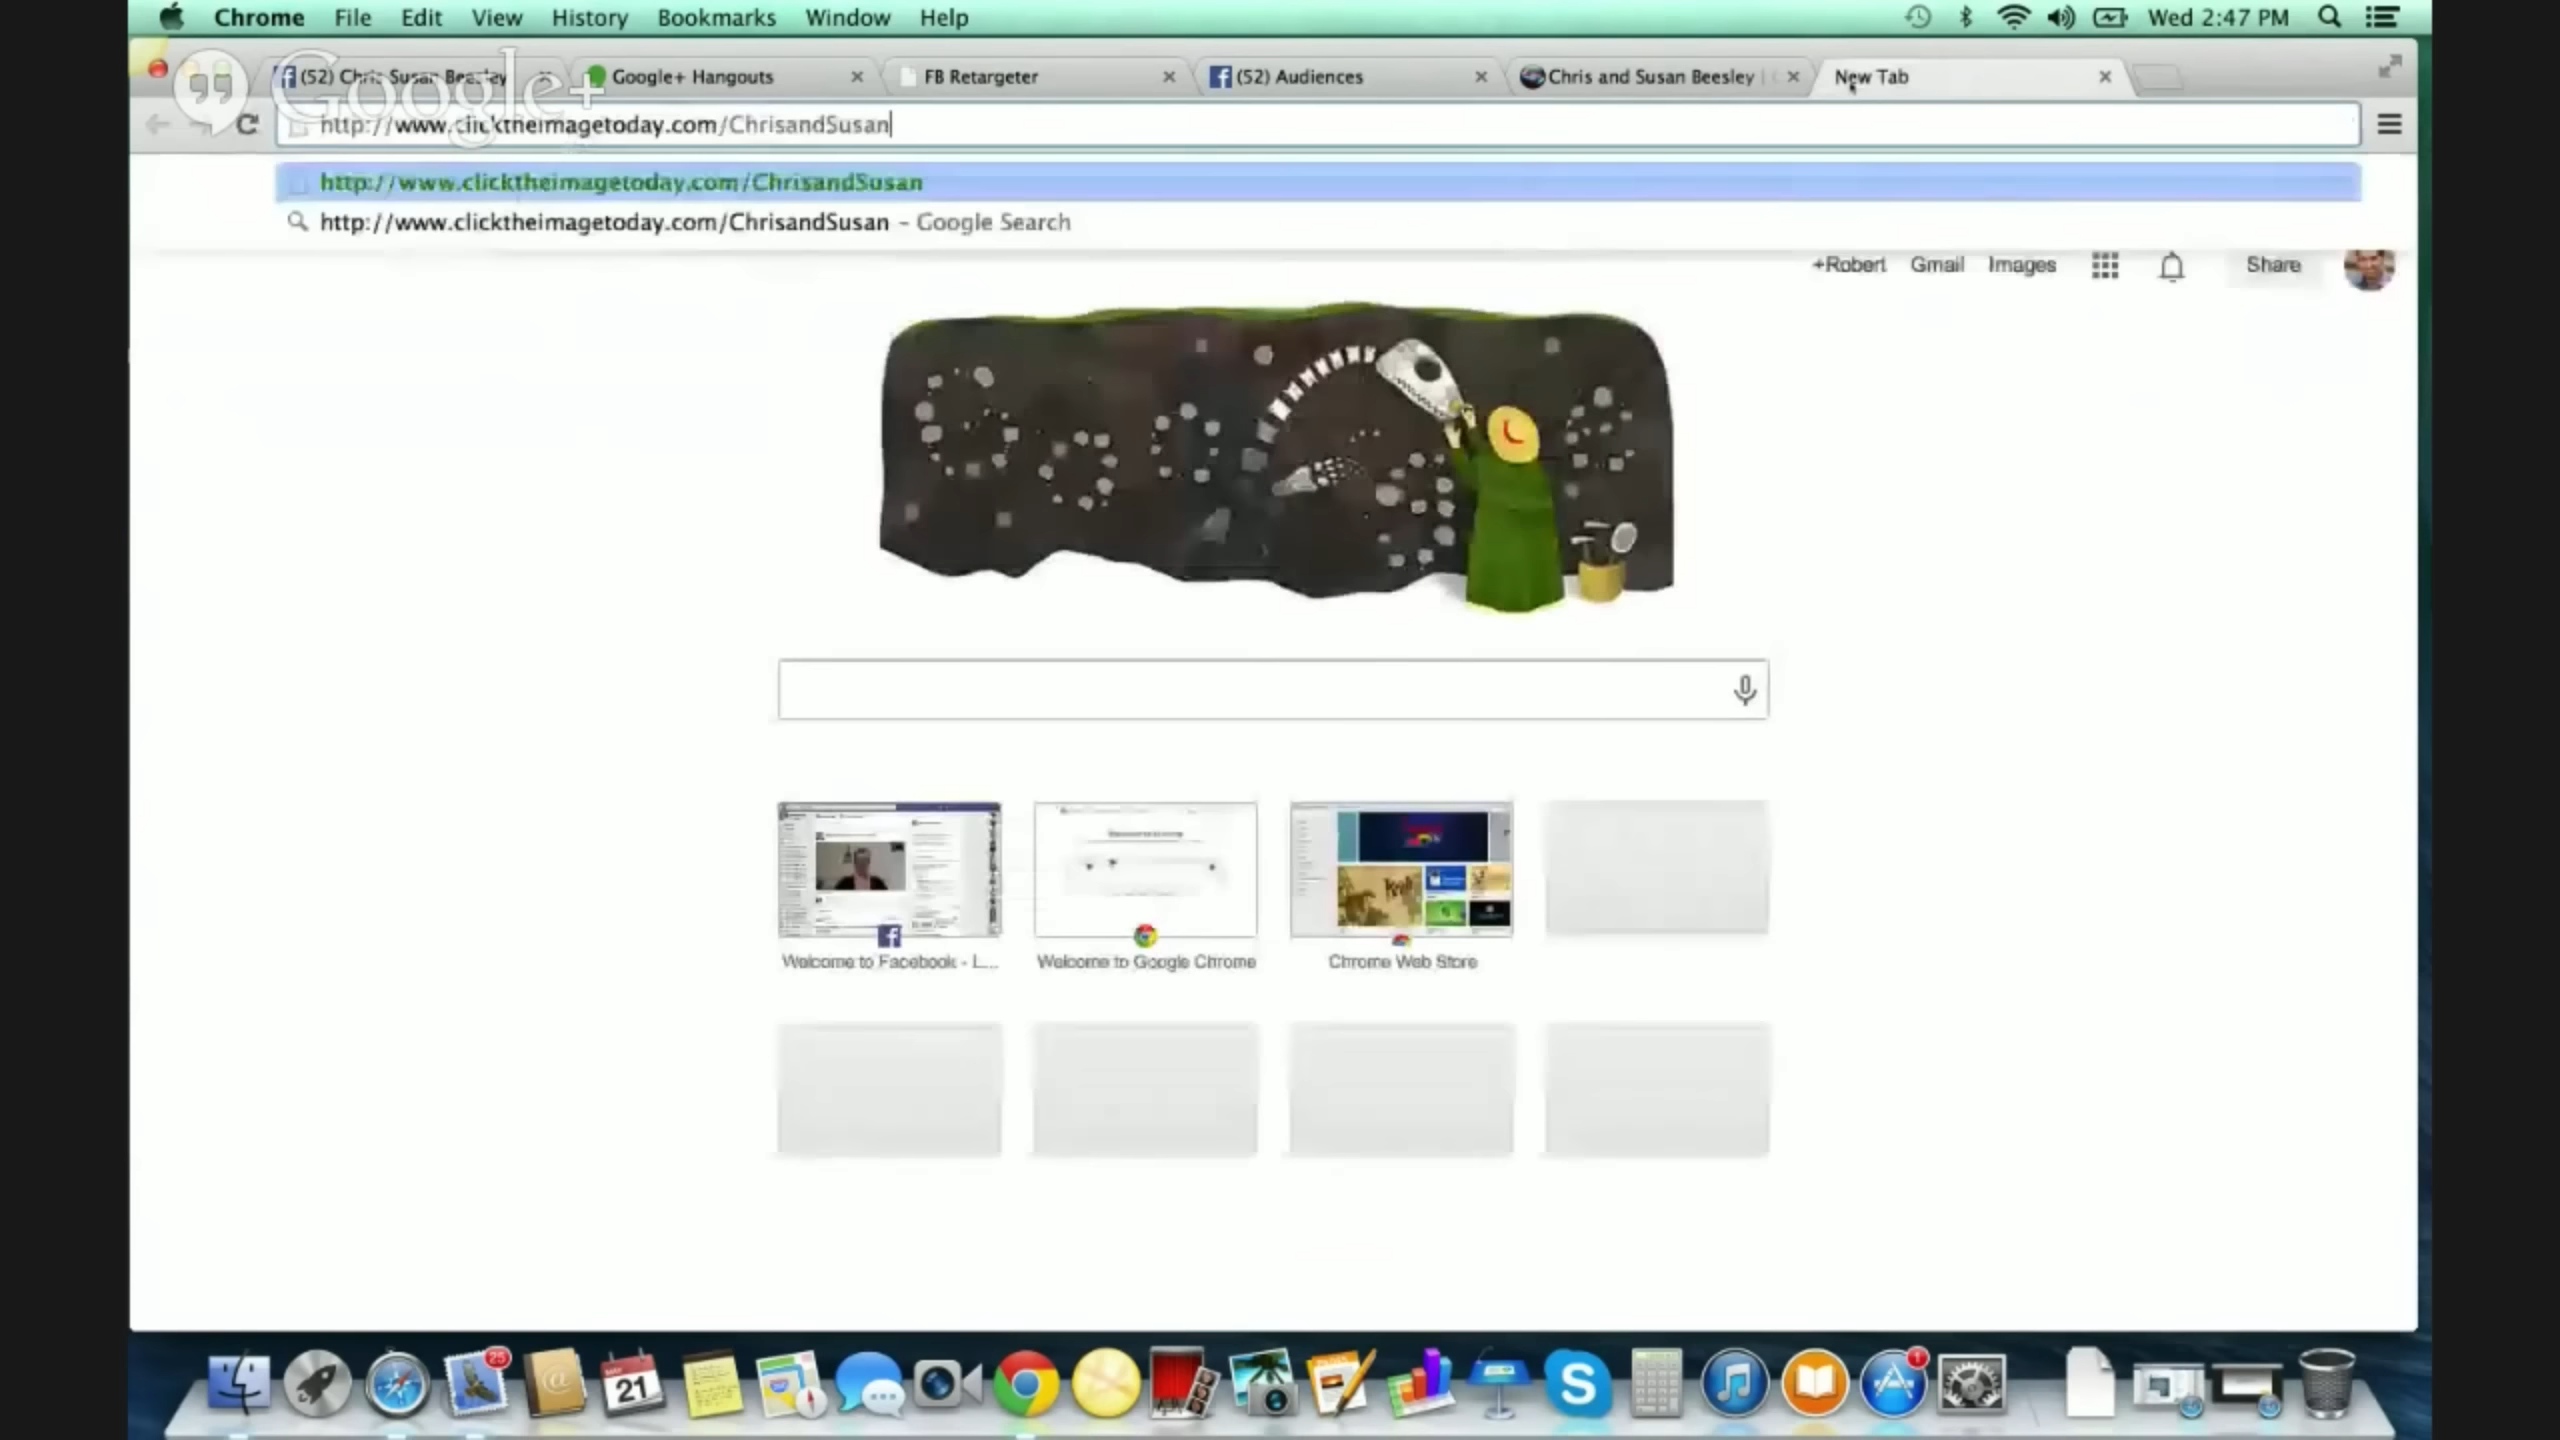 Chrome File Edit View History Bookmarks Window Help Wed 2:47 PM
(52) Chris Susan Beasley Google+ Hangouts FB Retargeter (52) Audiences Chris and Susan Beesley New Tab
Google+
http://www.clicktheimagetoday.com/ChrisandSusan
http://www.clicktheimagetoday.com/ChrisandSusan
http://www.clicktheimagetoday.com/ChrisandSusan – Google Search
+Robert Gmail Images Share
Welcome to Facebook - L... Welcome to Google Chrome Chrome Web Store
25 21 1